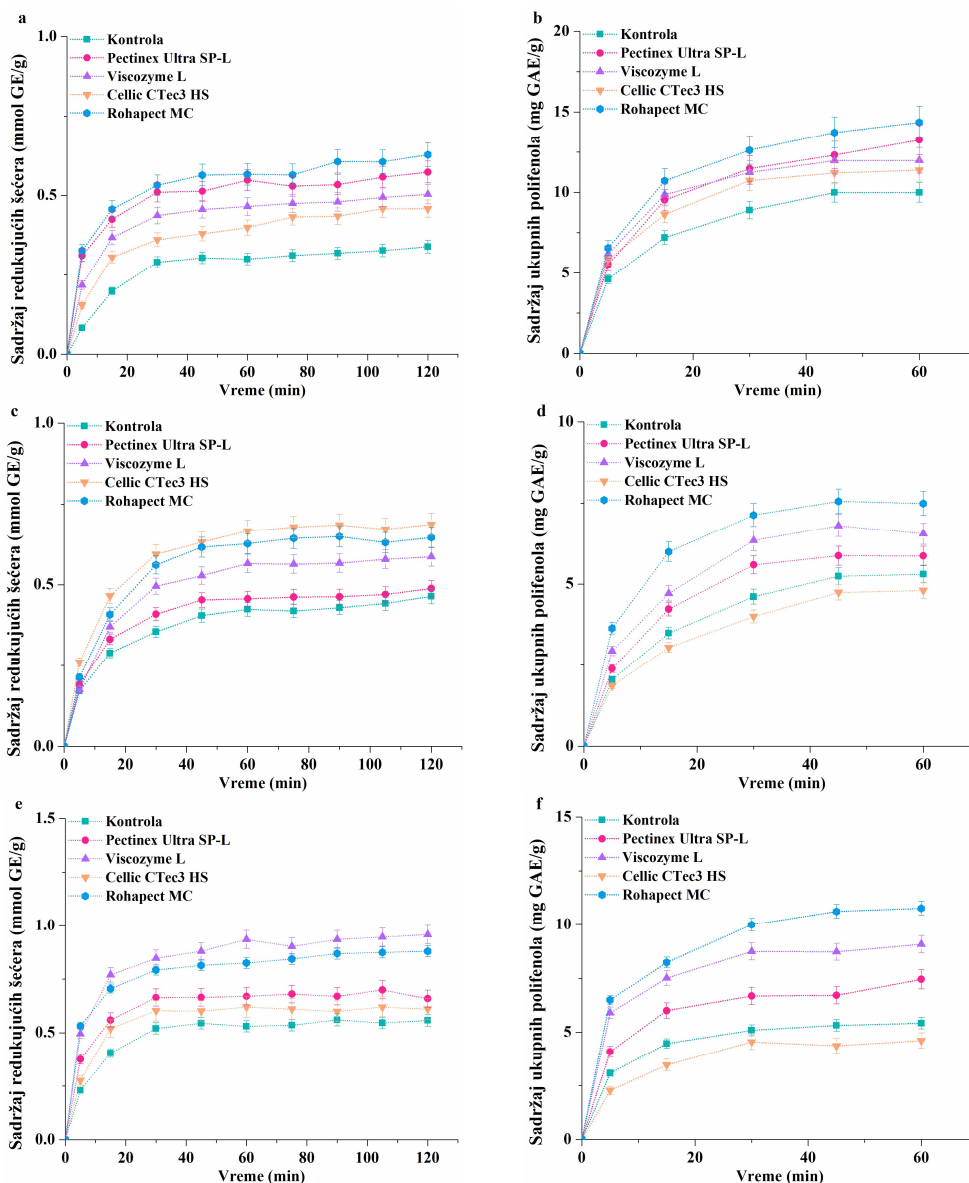 a
1.0
Kontrola
Pectinex Ultra SP-L
Viscozyme L
Cellic CTec3 HS
Rohapect MC
0.5
0.0
Sadržaj redukujućih šećera (mmol GE/g)
0 20 40 60 80 100 120
Vreme (min)
b
20
Kontrola
Pectinex Ultra SP-L
Viscozyme L
Cellic CTec3 HS
Rohapect MC
15
10
5
0
Sadržaj ukupnih polifenola (mg GAE/g)
0 20 40 60
Vreme (min)
c
1.0
Kontrola
Pectinex Ultra SP-L
Viscozyme L
Cellic CTec3 HS
Rohapect MC
0.5
0.0
Sadržaj redukujućih šećera (mmol GE/g)
0 20 40 60 80 100 120
Vreme (min)
d
10
Kontrola
Pectinex Ultra SP-L
Viscozyme L
Cellic CTec3 HS
Rohapect MC
5
0
Sadržaj ukupnih polifenola (mg GAE/g)
0 20 40 60
Vreme (min)
e
1.5
Kontrola
Pectinex Ultra SP-L
Viscozyme L
Cellic CTec3 HS
Rohapect MC
1.0
0.5
0.0
Sadržaj redukujućih šećera (mmol GE/g)
0 20 40 60 80 100 120
Vreme (min)
f
15
Kontrola
Pectinex Ultra SP-L
Viscozyme L
Cellic CTec3 HS
Rohapect MC
10
5
0
Sadržaj ukupnih polifenola (mg GAE/g)
0 20 40 60
Vreme (min)